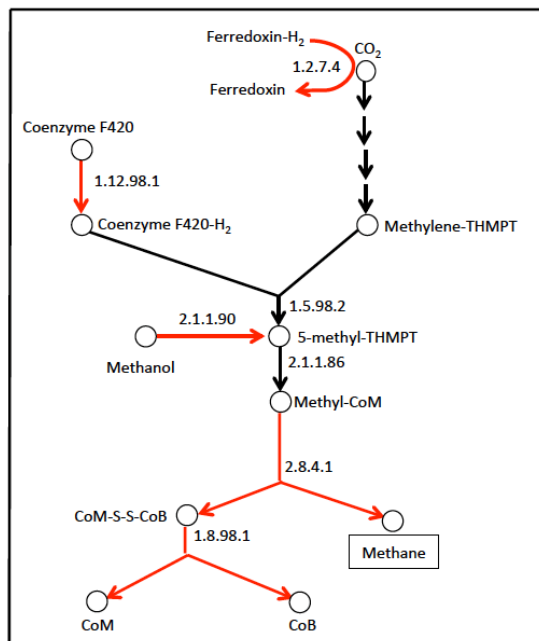 Ferredoxin-H₂
CO₂
1.2.7.4
Ferredoxin
Coenzyme F420
1.12.98.1
Coenzyme F420-H₂
Methylene-THMPT
1.5.98.2
2.1.1.90
5-methyl-THMPT
Methanol
2.1.1.86
Methyl-CoM
2.8.4.1
CoM-S-S-CoB
1.8.98.1
Methane
CoM
CoB